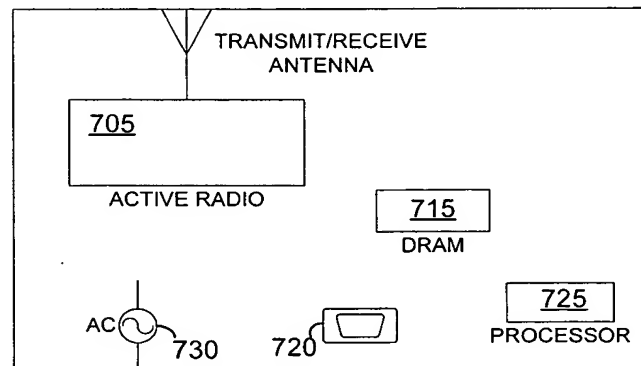 TRANSMIT/RECEIVE
ANTENNA
705
ACTIVE RADIO
715
DRAM
AC
730
720
725
PROCESSOR